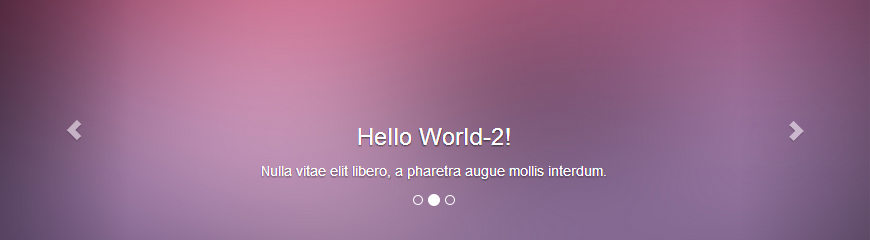 Hello World-2!
Nulla vitae elit libero, a pharetra augue mollis interdum.